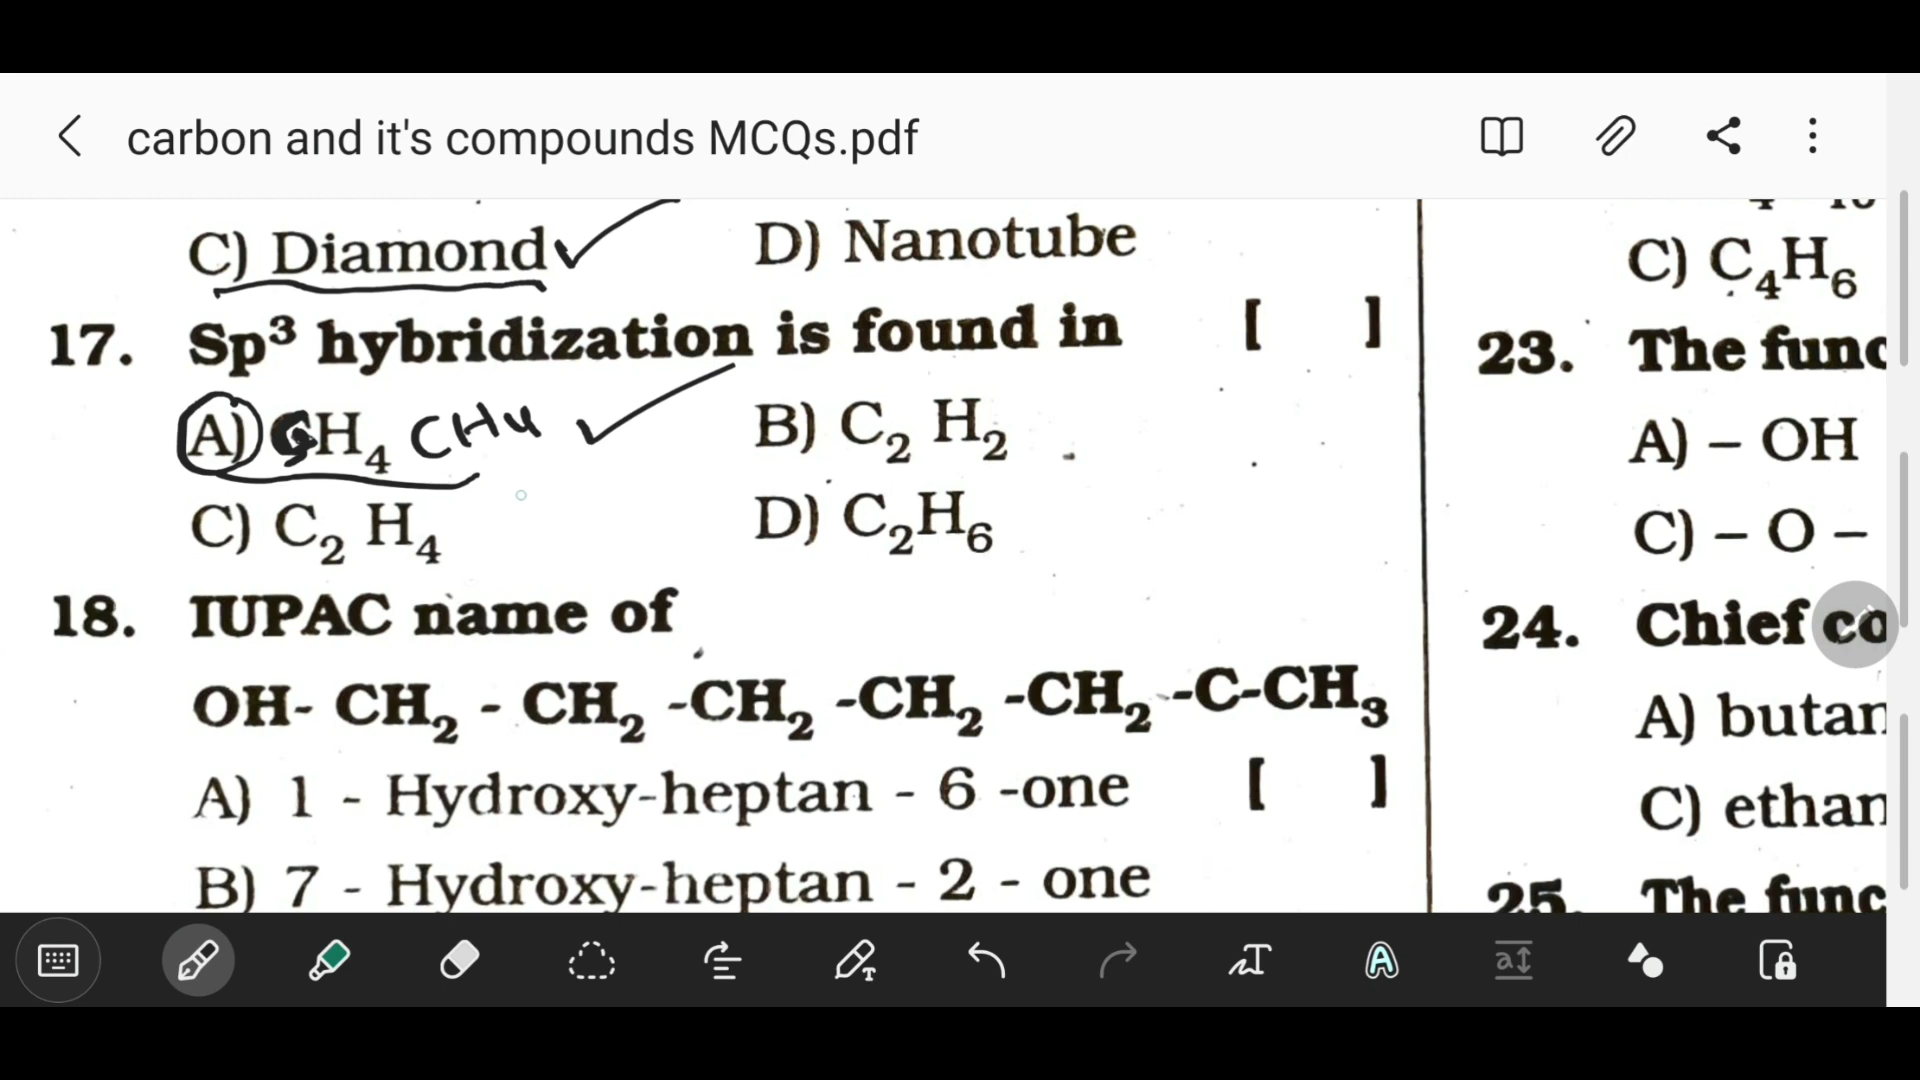 carbon and it's compounds MCQs.pdf
C) Diamond D) Nanotube
17. Sp³ hybridization is found in [ ]
A) CH₄ CH4 B) C₂ H₂
C) C₂ H₄ D) C₂H₆
18. IUPAC name of
OH- CH₂ - CH₂ -CH₂ -CH₂ -CH₂ -C-CH₃
A) 1 - Hydroxy-heptan - 6 -one [ ]
B) 7 - Hydroxy-heptan - 2 - one
C) C₄H₆
23. The func
A) – OH
C) – O –
24. Chief co
A) butan
C) ethan
25. The func